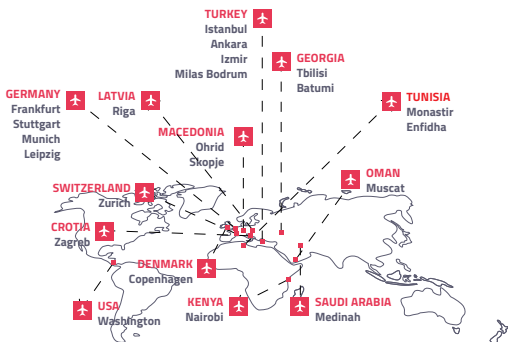 TURKEY
Istanbul
Ankara
Izmir
Milas Bodrum
GEORGIA
Tbilisi
Batumi
GERMANY
Frankfurt
Stuttgart
Munich
Leipzig
LATVIA
Riga
TUNISIA
Monastir
Enfidha
MACEDONIA
Ohrid
Skopje
OMAN
Muscat
SWITZERLAND
Zurich
CROTIA
Zagreb
DENMARK
Copenhagen
USA
Washington
KENYA
Nairobi
SAUDI ARABIA
Medinah